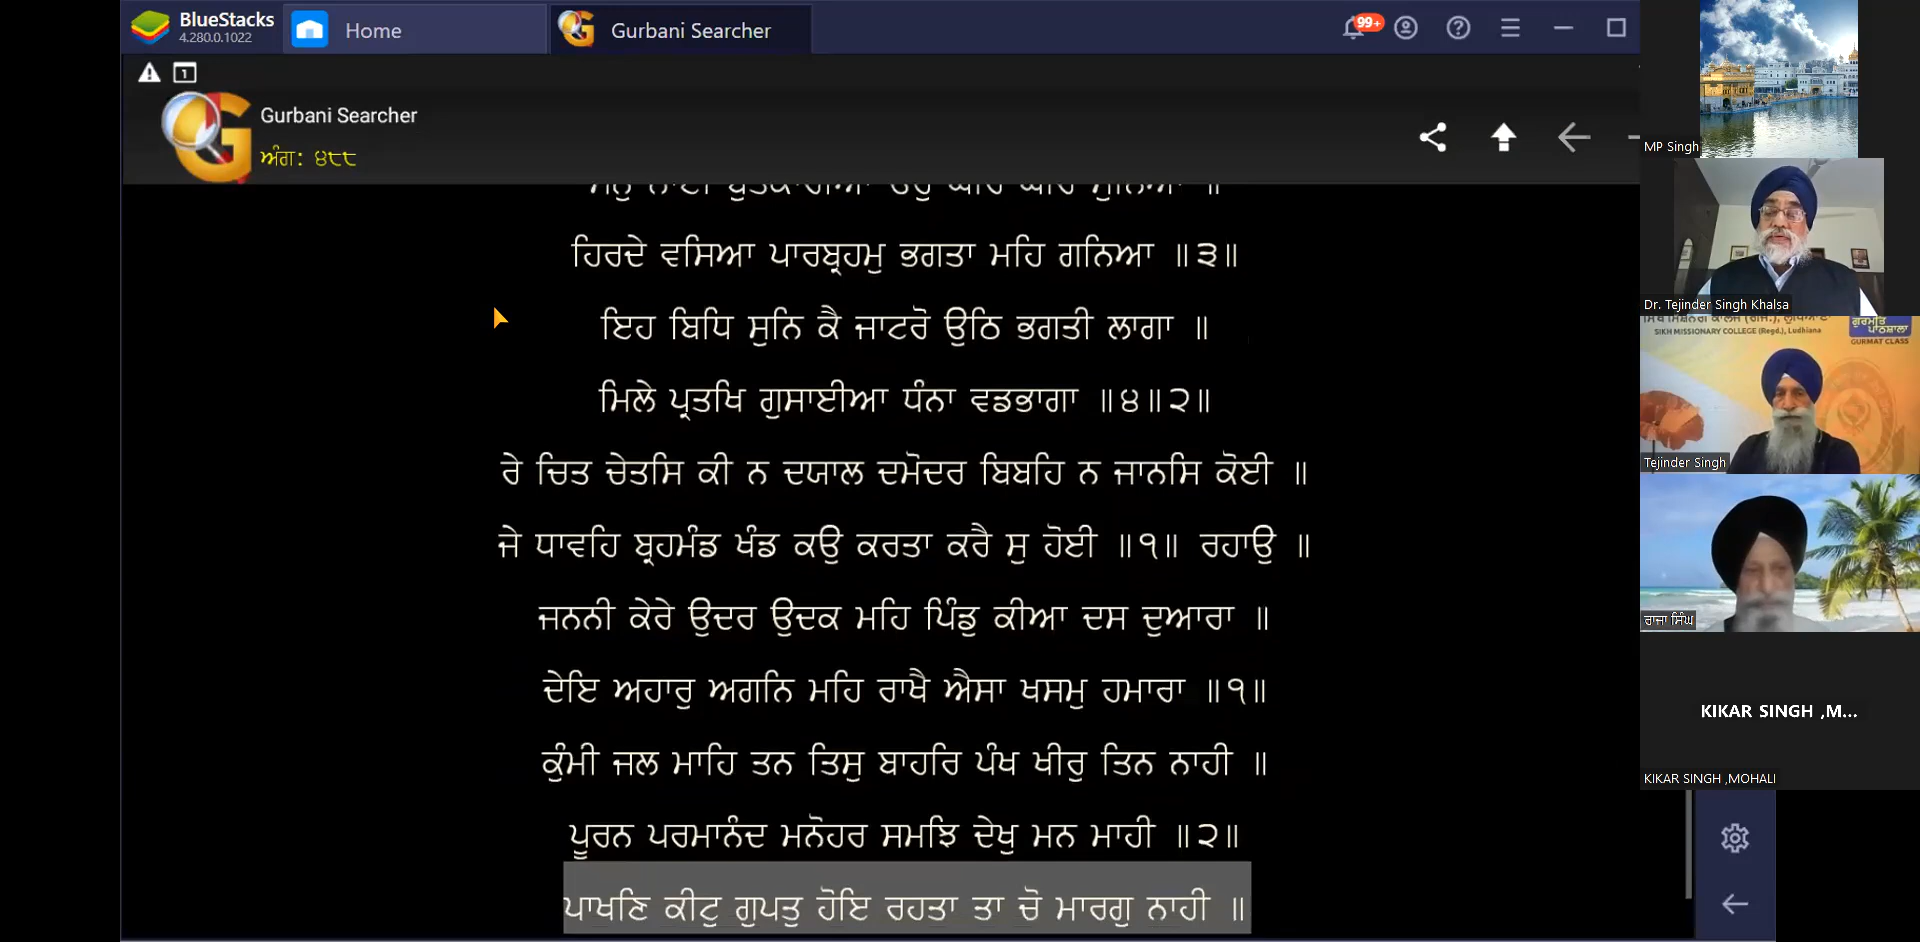 BlueStacks
4.280.0.1022
Home
Gurbani Searcher
99+
1
Gurbani Searcher
ਅੰਗ: ੪੮੮
ਹਿਰਦੇ ਵਸਿਆ ਪਾਰਬ੍ਰਹਮੁ ਭਗਤਾ ਮਹਿ ਗਨਿਆ ॥੩॥
ਇਹ ਬਿਧਿ ਸੁਨਿ ਕੈ ਜਾਟਰੋ ਉਠਿ ਭਗਤੀ ਲਾਗਾ ॥
ਮਿਲੇ ਪ੍ਰਤਖਿ ਗੁਸਾਈਆ ਧੰਨਾ ਵਡਭਾਗਾ ॥੪॥੨॥
ਰੇ ਚਿਤ ਚੇਤਸਿ ਕੀ ਨ ਦਯਾਲ ਦਮੋਦਰ ਬਿਬਹਿ ਨ ਜਾਨਸਿ ਕੋਈ ॥
ਜੇ ਧਾਵਹਿ ਬ੍ਰਹਮੰਡ ਖੰਡ ਕਉ ਕਰਤਾ ਕਰੈ ਸੁ ਹੋਈ ॥੧॥ ਰਹਾਉ ॥
ਜਨਨੀ ਕੇਰੇ ਉਦਰ ਉਦਕ ਮਹਿ ਪਿੰਡੁ ਕੀਆ ਦਸ ਦੁਆਰਾ ॥
ਦੇਇ ਅਹਾਰੁ ਅਗਨਿ ਮਹਿ ਰਾਖੈ ਐਸਾ ਖਸਮੁ ਹਮਾਰਾ ॥੧॥
ਕੁੰਮੀ ਜਲ ਮਾਹਿ ਤਨ ਤਿਸੁ ਬਾਹਰਿ ਪੰਖ ਖੀਰੁ ਤਿਨ ਨਾਹੀ ॥
ਪੂਰਨ ਪਰਮਾਨੰਦ ਮਨੋਹਰ ਸਮਝਿ ਦੇਖੁ ਮਨ ਮਾਹੀ ॥੨॥
ਪਾਖਣਿ ਕੀਟੁ ਗੁਪਤੁ ਹੋਇ ਰਹਤਾ ਤਾ ਚੋ ਮਾਰਗੁ ਨਾਹੀ ॥
MP Singh
Dr. Tejinder Singh Khalsa
SIKH MISSIONARY COLLEGE (Regd.), Ludhiana
ਗੁਰਮਤਿ
ਪਾਠਸ਼ਾਲਾ
GURMAT CLASS
Tejinder Singh
ਰਾਜਾ ਸਿੰਘ
KIKAR SINGH ,M...
KIKAR SINGH ,MOHALI